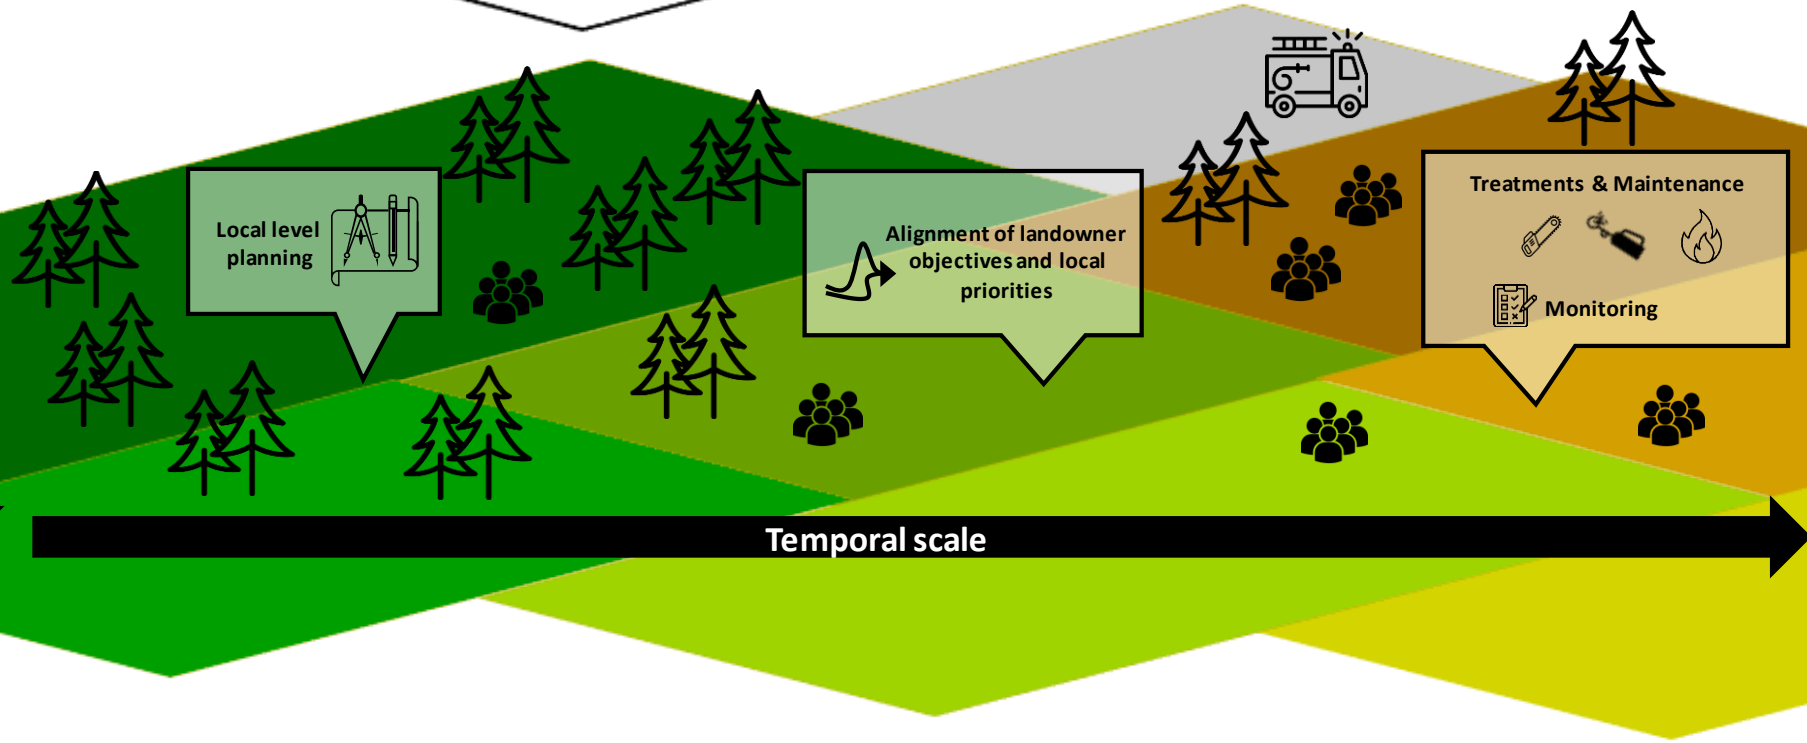 Local level
planning
Alignment of landowner
objectives and local
priorities
Treatments & Maintenance
Monitoring
Temporal scale